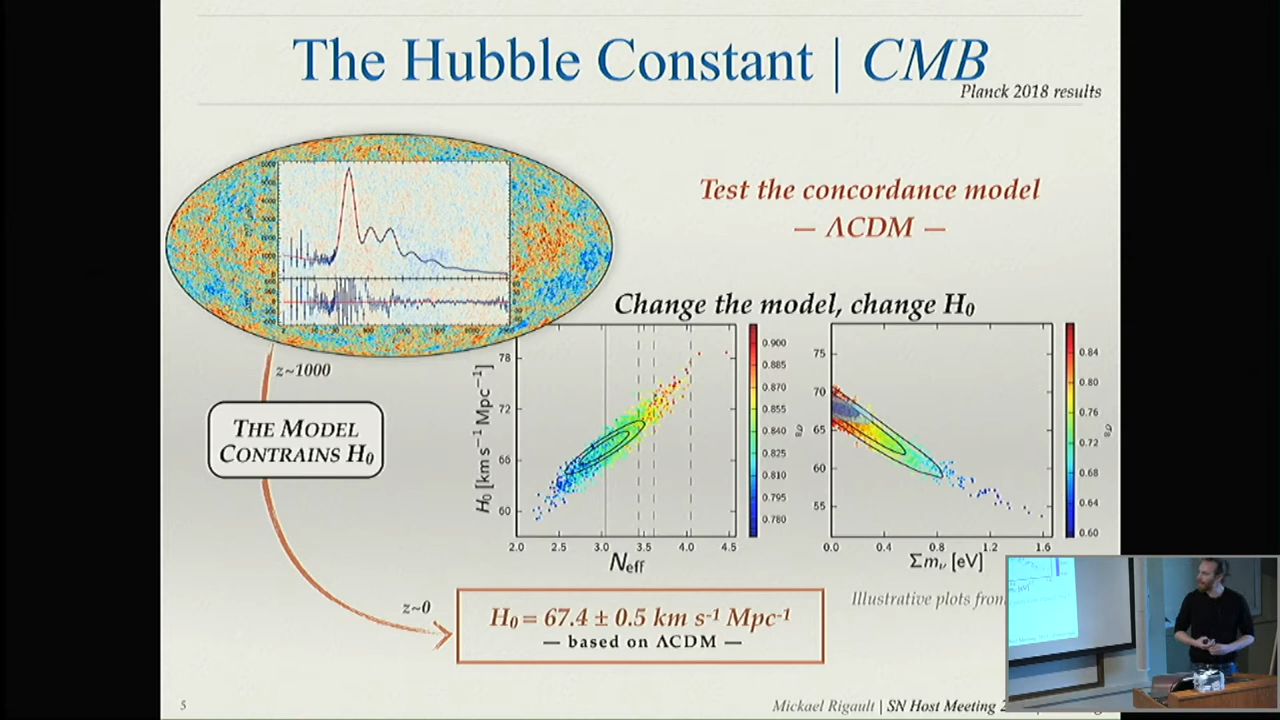 The Hubble Constant | CMB
Planck 2018 results
Test the concordance model
— ΛCDM —
Change the model, change H₀
z~1000
THE MODEL
CONTRAINS H₀
z~0
H₀ [km s⁻¹ Mpc⁻¹]
78
72
66
60
2.0 2.5 3.0 3.5 4.0 4.5
N_eff
0.900
0.885
0.870
0.855
0.840
0.825
0.810
0.795
0.780
σ₈
75
70
65
60
55
0.0 0.4 0.8 1.2 1.6
Σmν [eV]
0.84
0.80
0.76
0.72
0.68
0.64
0.60
σ₈
H₀ = 67.4 ± 0.5 km s⁻¹ Mpc⁻¹
— based on ΛCDM —
Illustrative plots from
5
Mickael Rigault | SN Host Meeting